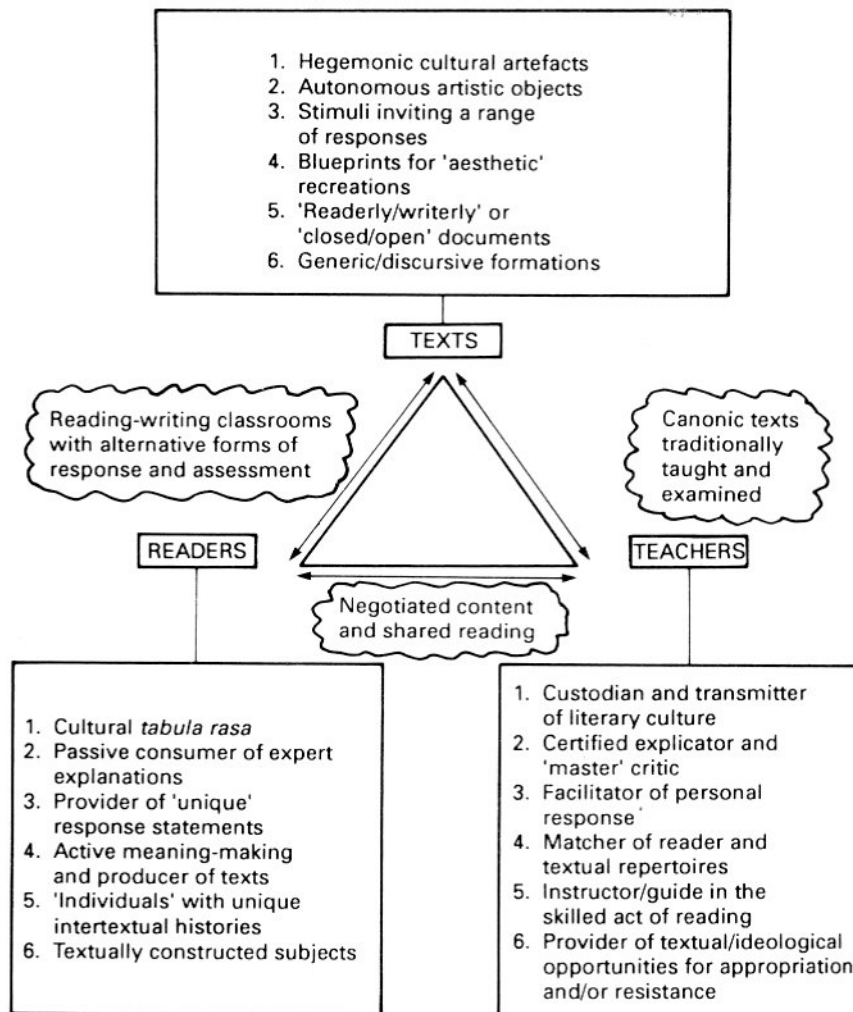 1. Hegemonic cultural artefacts
2. Autonomous artistic objects
3. Stimuli inviting a range
of responses
4. Blueprints for 'aesthetic'
recreations
5. 'Readerly/writerly' or
'closed/open' documents
6. Generic/discursive formations
TEXTS
Reading-writing classrooms
with alternative forms of
response and assessment
Canonic texts
traditionally
taught and
examined
READERS
TEACHERS
Negotiated content
and shared reading
1. Cultural tabula rasa
2. Passive consumer of expert
explanations
3. Provider of 'unique'
response statements
4. Active meaning-making
and producer of texts
5. 'Individuals' with unique
intertextual histories
6. Textually constructed subjects
1. Custodian and transmitter
of literary culture
2. Certified explicator and
'master' critic
3. Facilitator of personal
response
4. Matcher of reader and
textual repertoires
5. Instructor/guide in the
skilled act of reading
6. Provider of textual/ideological
opportunities for appropriation
and/or resistance